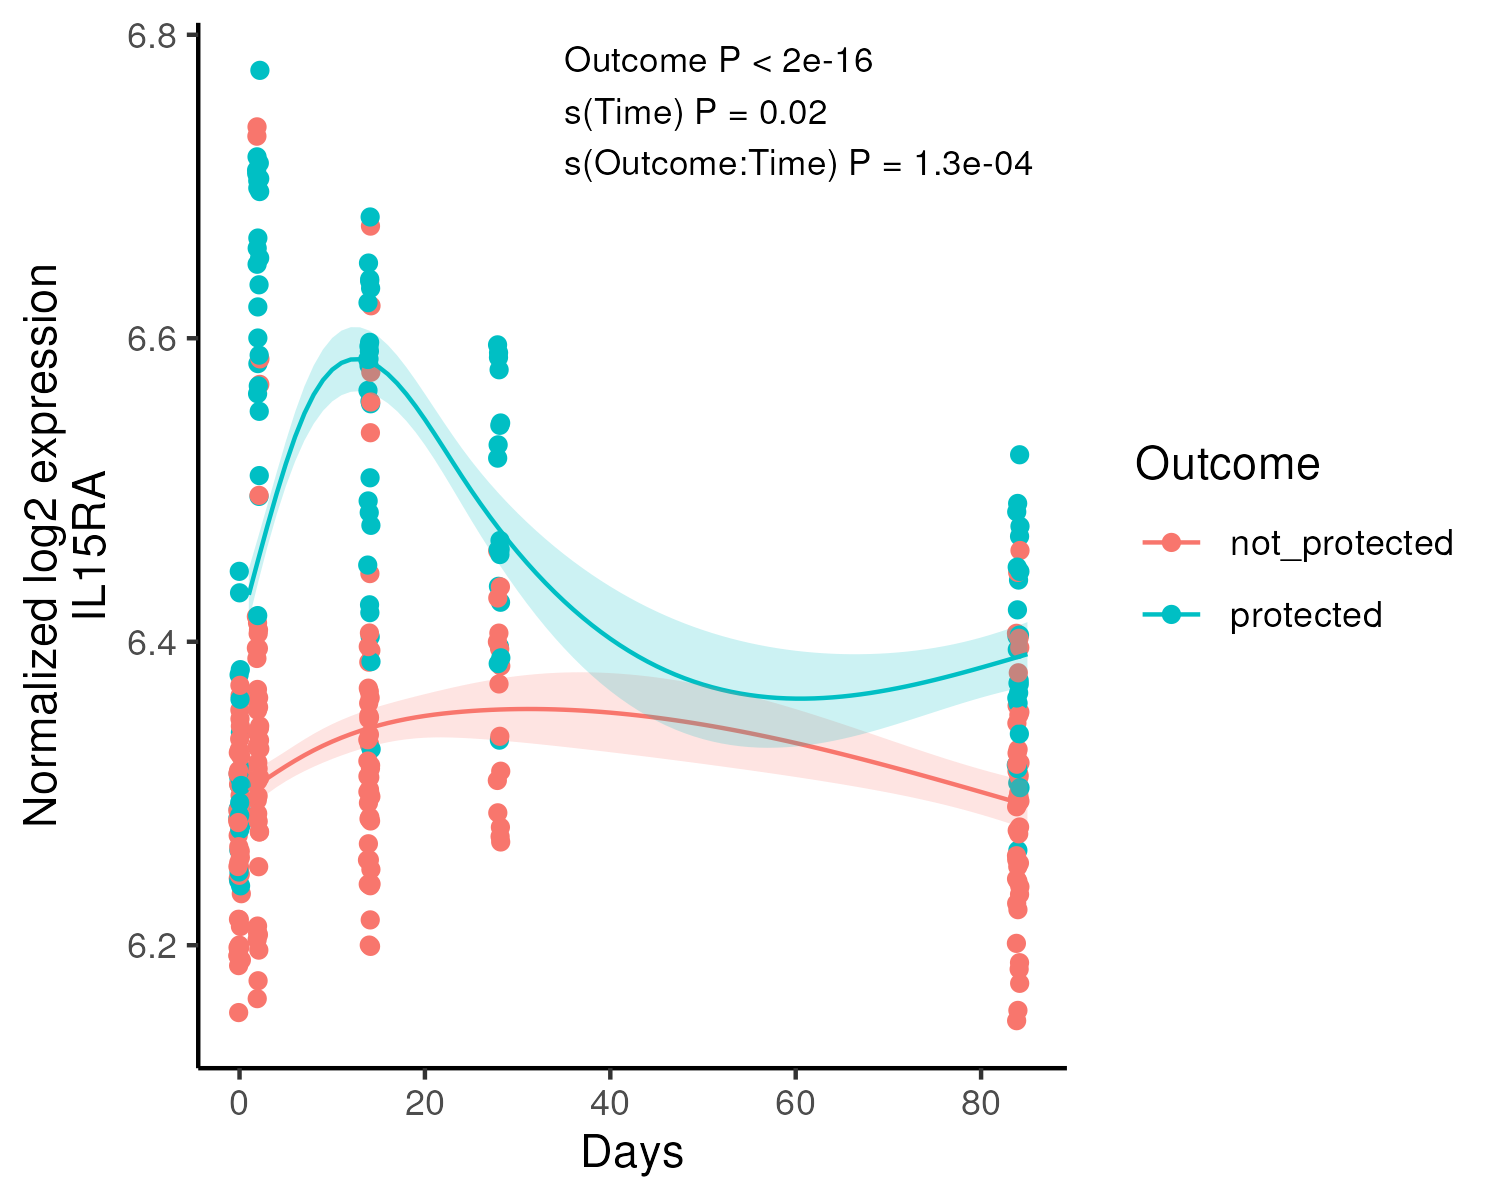 Outcome P < 2e-16
s(Time) P = 0.02
s(Outcome:Time) P = 1.3e-04
Normalized log2 expression
IL15RA
6.8
6.6
6.4
6.2
0 20 40 60 80
Days
Outcome
not_protected
protected